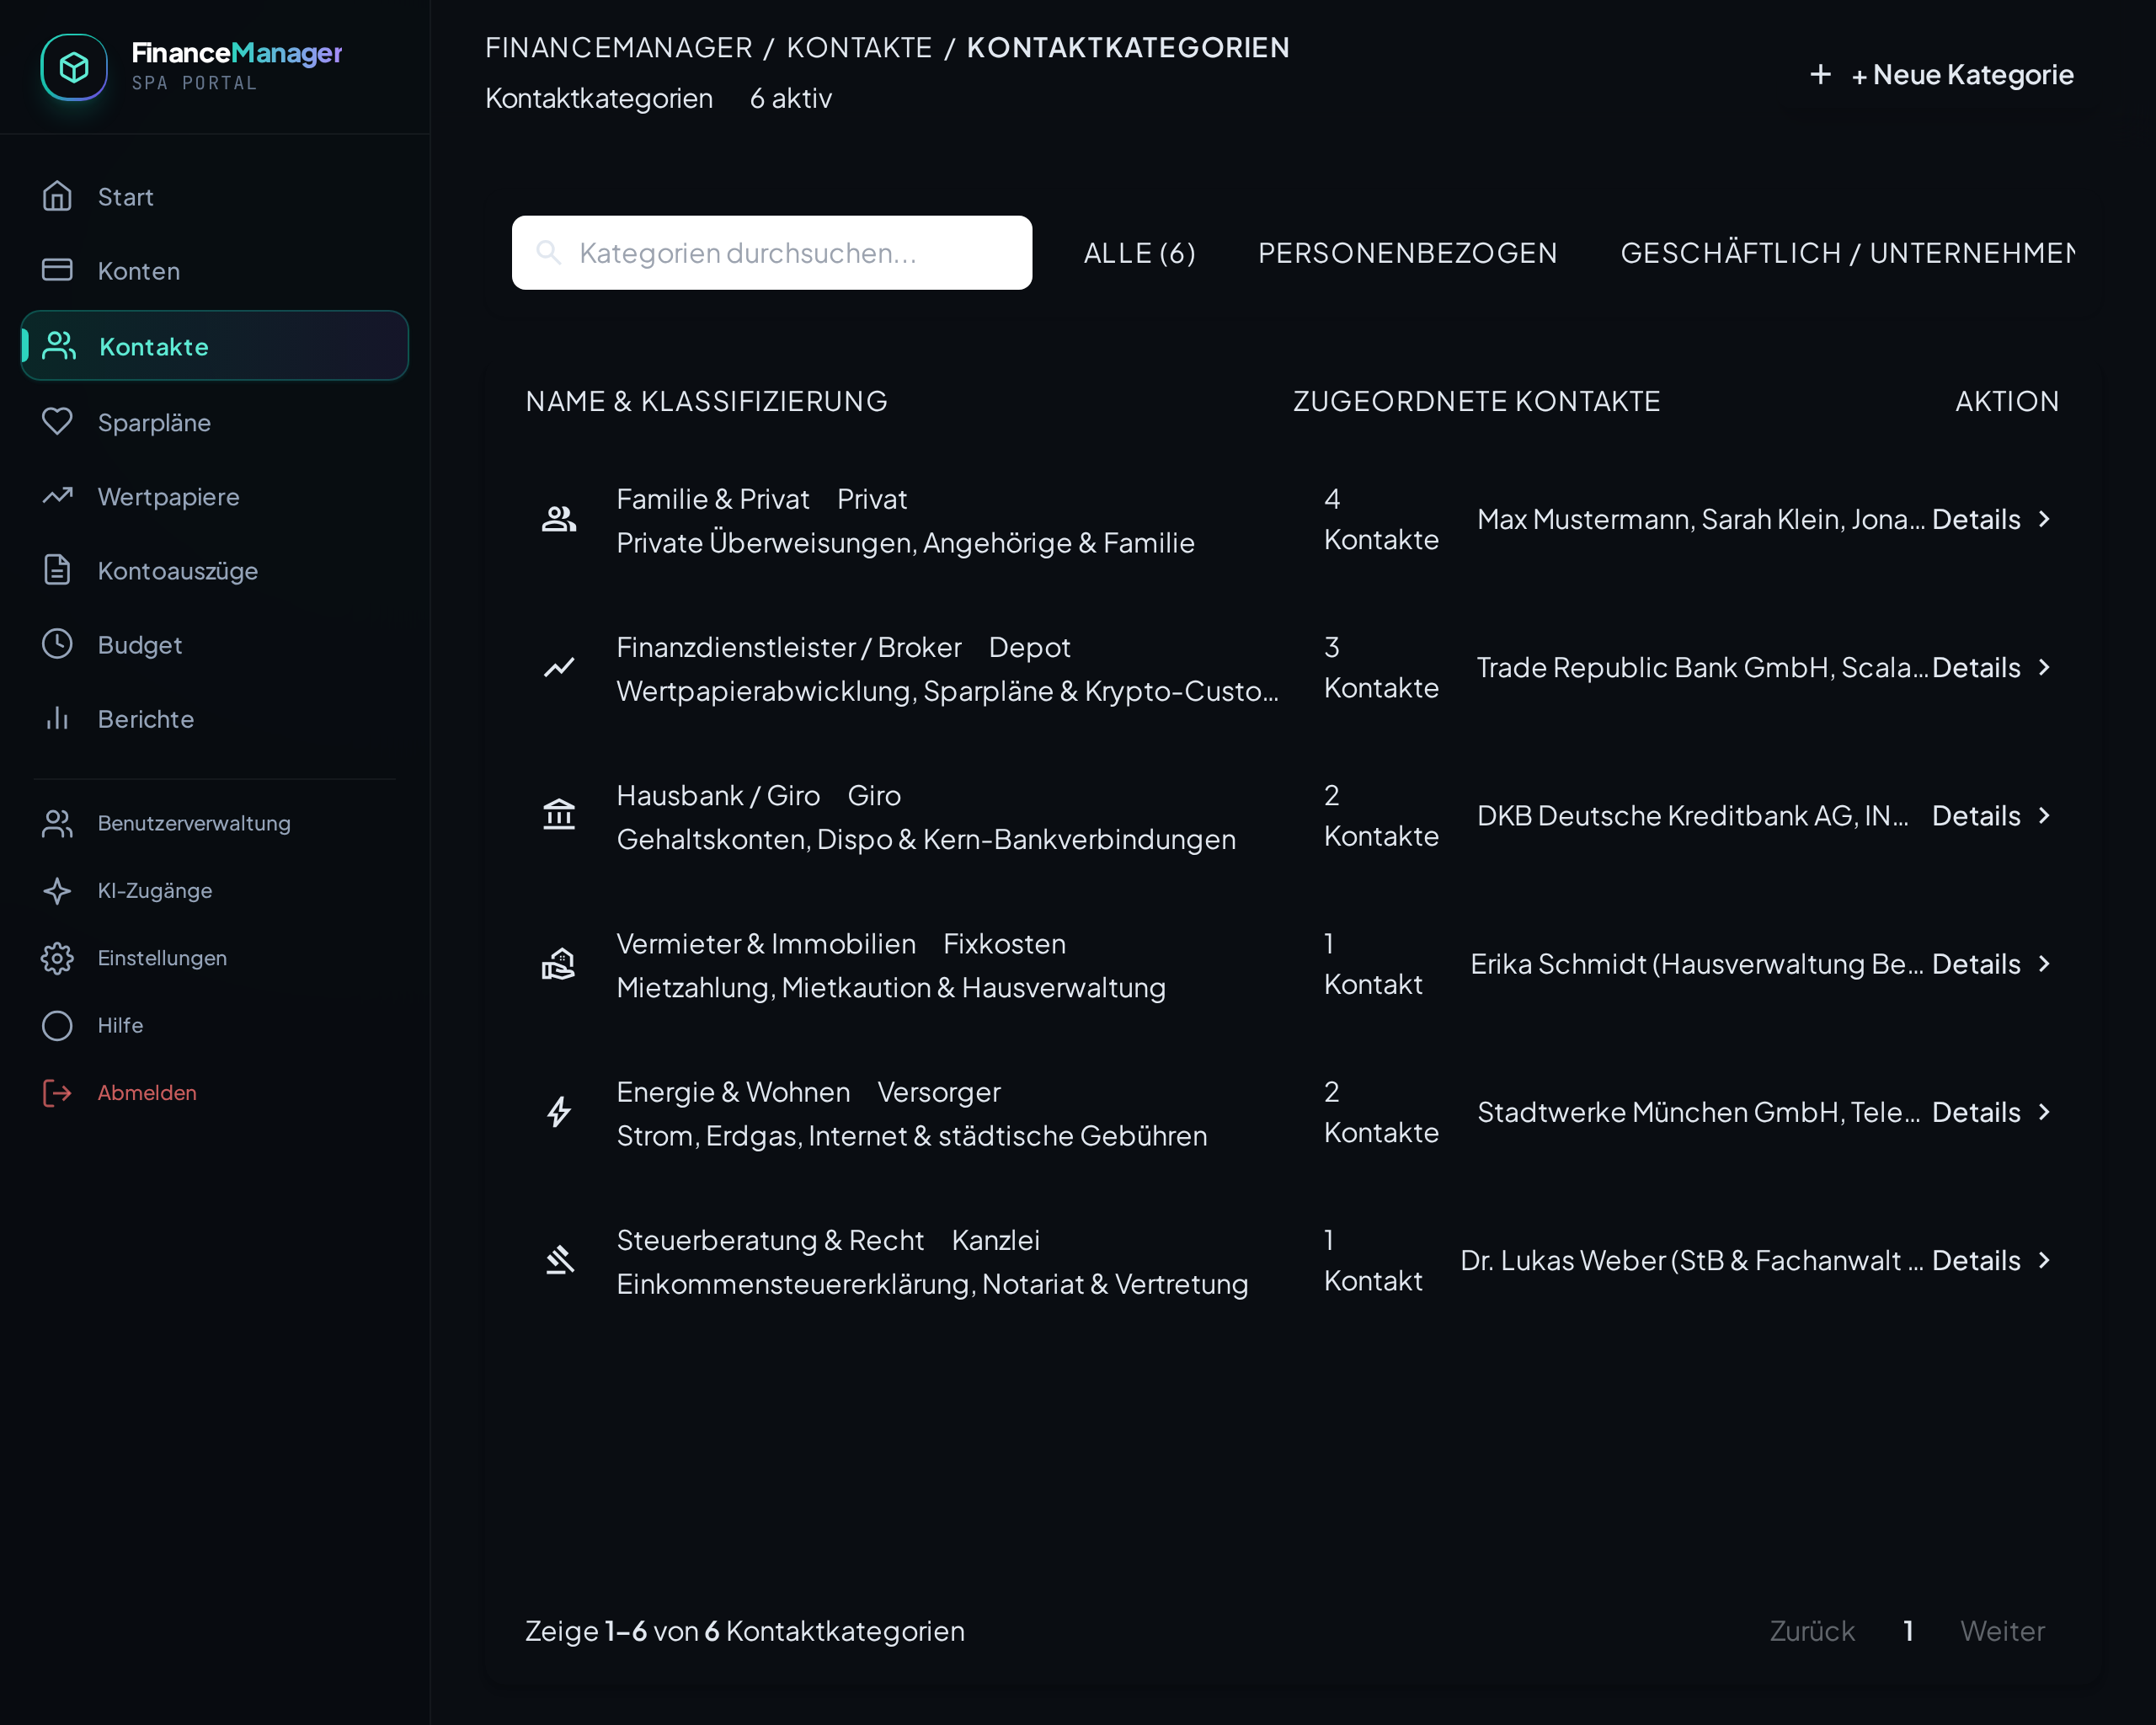 FinanceManager
SPA PORTAL
Start
Konten
Kontakte
Sparpläne
Wertpapiere
Kontoauszüge
Budget
Berichte
Benutzerverwaltung
KI-Zugänge
Einstellungen
Hilfe
Abmelden
FINANCEMANAGER / KONTAKTE / KONTAKTKATEGORIEN
Kontaktkategorien 6 aktiv
+ Neue Kategorie
Kategorien durchsuchen...
ALLE (6) PERSONENBEZOGEN GESCHÄFTLICH / UNTERNEHMEN
NAME & KLASSIFIZIERUNG ZUGEORDNETE KONTAKTE AKTION
Familie & Privat Privat
Private Überweisungen, Angehörige & Familie
4
Kontakte
Max Mustermann, Sarah Klein, Jona... Details
Finanzdienstleister / Broker Depot
Wertpapierabwicklung, Sparpläne & Krypto-Custo...
3
Kontakte
Trade Republic Bank GmbH, Scala... Details
Hausbank / Giro Giro
Gehaltskonten, Dispo & Kern-Bankverbindungen
2
Kontakte
DKB Deutsche Kreditbank AG, IN... Details
Vermieter & Immobilien Fixkosten
Mietzahlung, Mietkaution & Hausverwaltung
1
Kontakt
Erika Schmidt (Hausverwaltung Be... Details
Energie & Wohnen Versorger
Strom, Erdgas, Internet & städtische Gebühren
2
Kontakte
Stadtwerke München GmbH, Tele... Details
Steuerberatung & Recht Kanzlei
Einkommensteuererklärung, Notariat & Vertretung
1
Kontakt
Dr. Lukas Weber (StB & Fachanwalt ... Details
Zeige 1–6 von 6 Kontaktkategorien
Zurück 1 Weiter